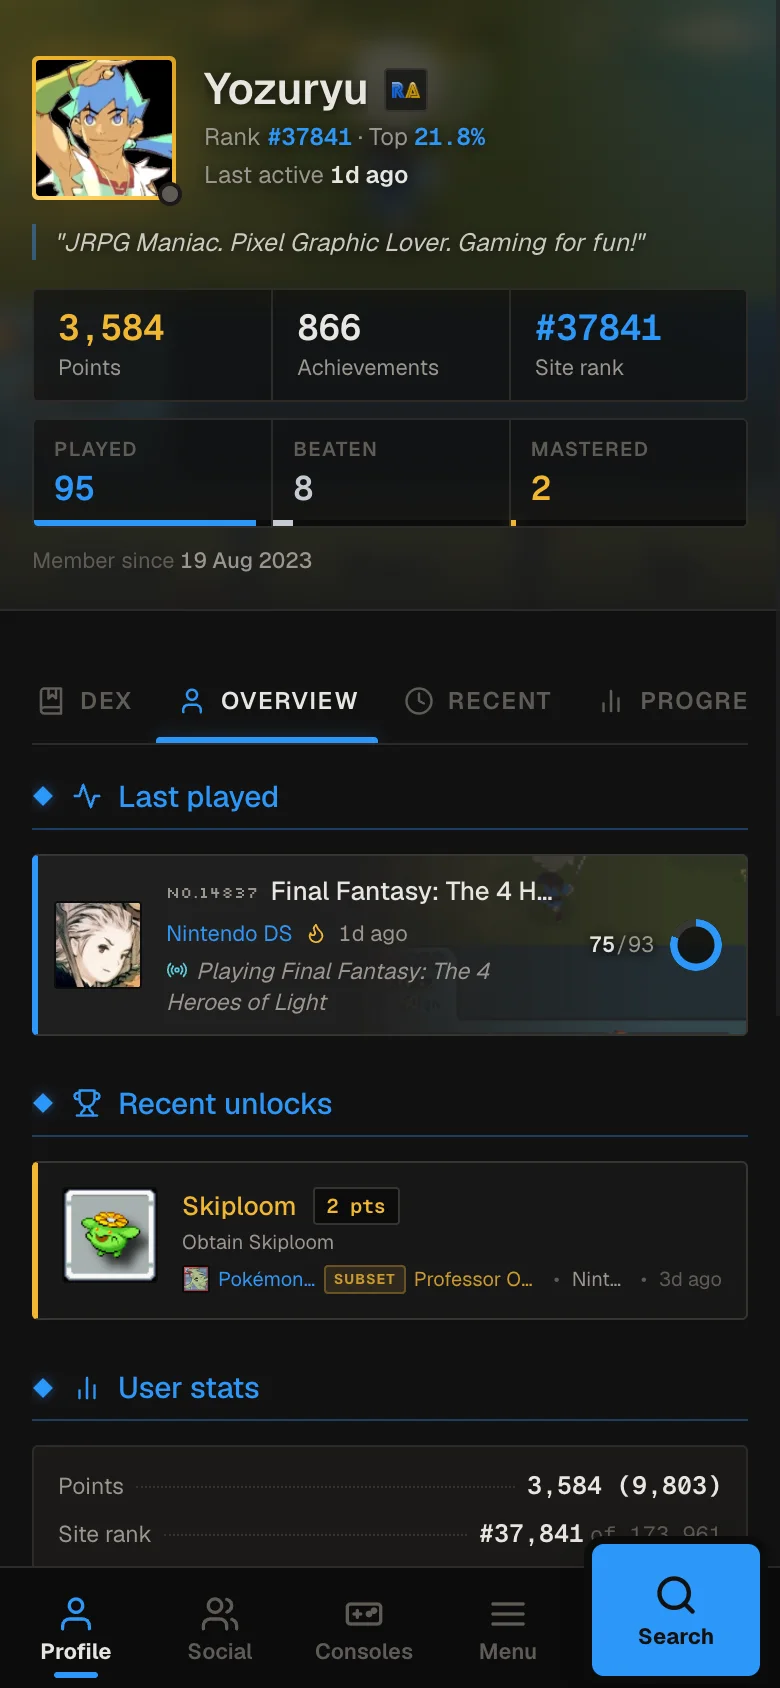 Yozuryu RA
Rank #37841 · Top 21.8%
Last active 1d ago
"JRPG Maniac. Pixel Graphic Lover. Gaming for fun!"
3,584 866 #37841
Points Achievements Site rank
PLAYED BEATEN MASTERED
95 8 2
Member since 19 Aug 2023
DEX OVERVIEW RECENT PROGRE
Last played
NO.14837 Final Fantasy: The 4 H...
Nintendo DS 1d ago
75/93
Playing Final Fantasy: The 4
Heroes of Light
Recent unlocks
Skiploom 2 pts
Obtain Skiploom
Pokémon... SUBSET Professor O... • Nint... • 3d ago
User stats
Points 3,584 (9,803)
Site rank #37,841 of 173,961
Profile Social Consoles Menu Search